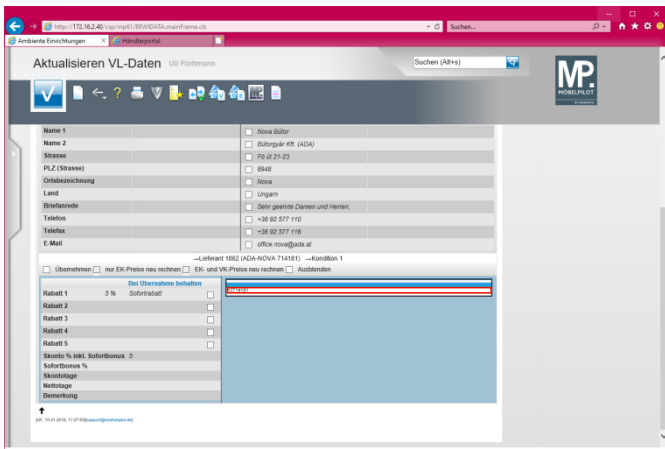 http://172.16.2.40/csp/mp61/BEWIDATA.mainFrame.cls
Suchen...
Ambiente Einrichtungen
Händlerportal
Aktualisieren VL-Daten Uli Plottmann
Suchen (Alt+s)
MP.
MÖBELPILOT
Name 1 Nova Bútor
Name 2 Bútorgyár Kft. (ADA)
Strasse Fö út 21-23
PLZ (Strasse) 8948
Ortsbezeichnung Nova
Land Ungarn
Briefanrede Sehr geehrte Damen und Herren,
Telefon +36 92 577 110
Telefax +36 92 577 116
E-Mail office.nova@ada.at
---Lieferant 1862 (ADA-NOVA 714181) ---Kondition 1
Übernehmen nur EK-Preise neu rechnen EK- und VK-Preise neu rechnen Ausblenden
Bei Übernahme behalten
Rabatt 1 5 % Sofortrabatt
Rabatt 2
Rabatt 3
Rabatt 4
Rabatt 5
Skonto % inkl. Sofortbonus 5
Sofortbonus %
Skontotage
Nettotage
Bemerkung